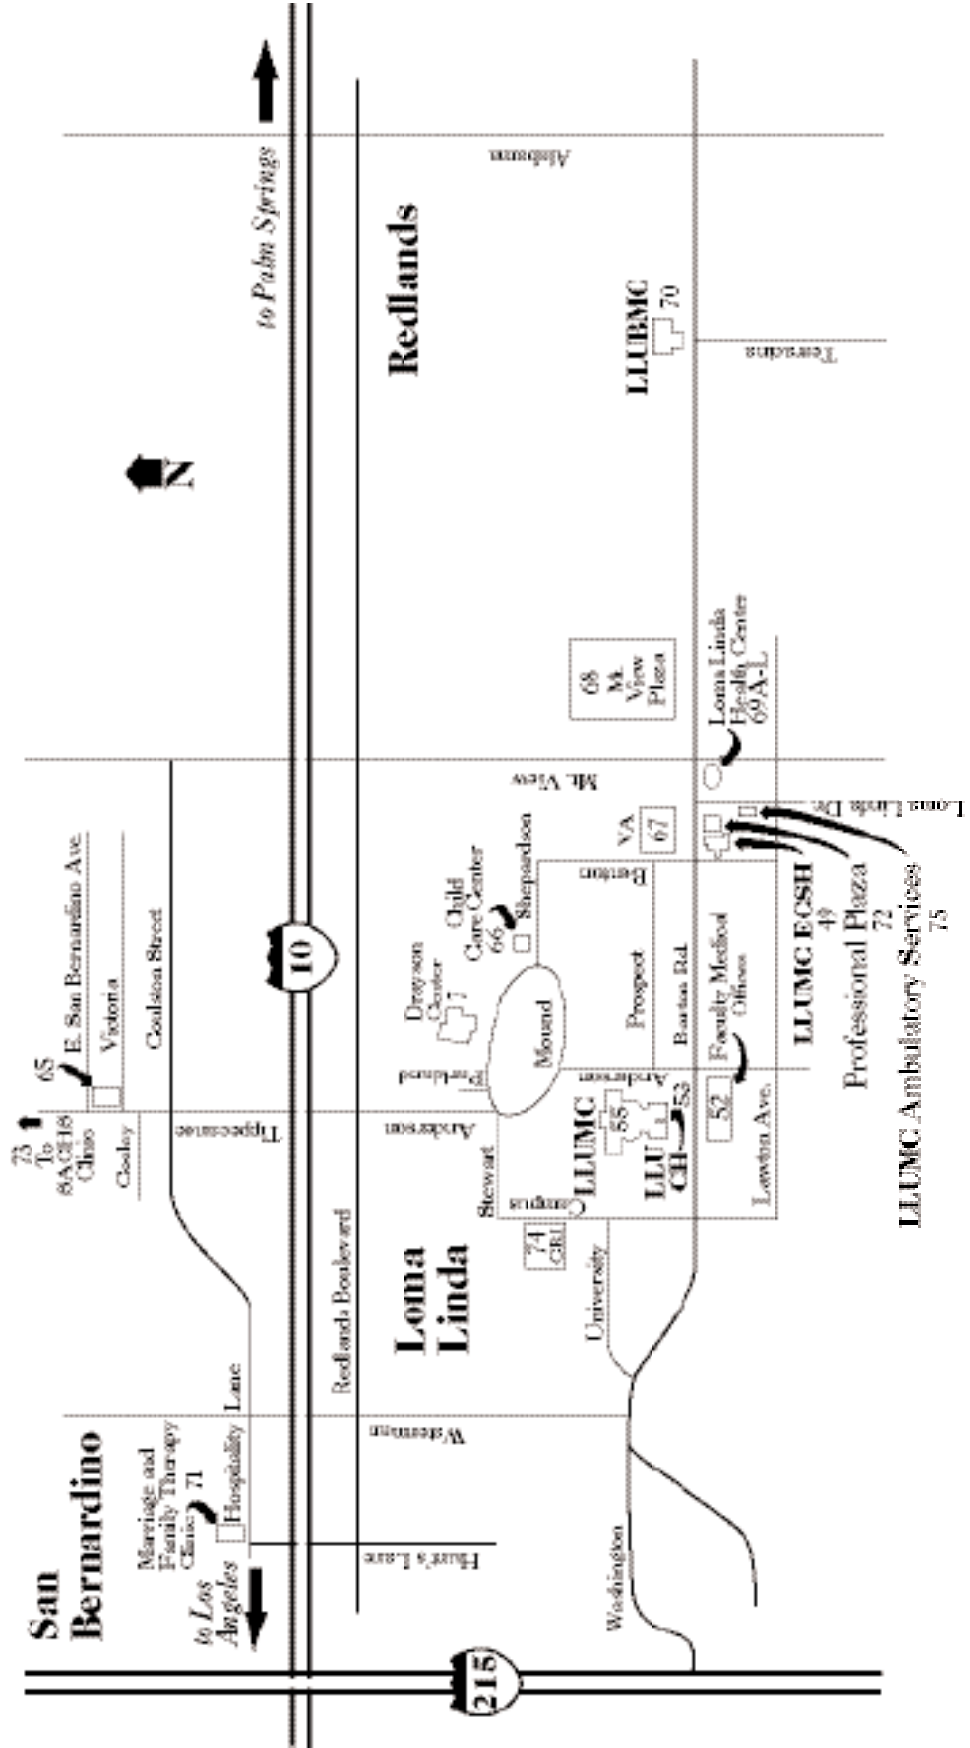 San
Bernardino
to Los
Angeles
Marriage and
Family Therapy
Clinic 71
Hospitality Lane
73
To
SACHS
Clinic
65
E. San Bernardino Ave.
Victoria
Cooley
Coulston Street
Tippecanoe
N
to Palm Springs
10
215
Redlands Boulevard
Hunt's Lane
Waterman
Anderson
Parkland
Alabama
Loma
Linda
Redlands
Drayson
Center
7
Child
Care Center
66
Shepardson
Mt. View
Stewart
Campus
Mound
Benton
VA
67
68
Mt.
View
Plaza
LLUBMC
70
74
CRI
University
LLUMC
55
LLU
CH 53
Anderson
Prospect
Barton Rd.
Washington
52
Faculty Medical
Offices
Lawton Ave.
Loma Linda
Health Center
69A-L
Loma Linda Dr.
LLUMC ECSH
49
Professional Plaza
72
LLUMC Ambulatory Services
75